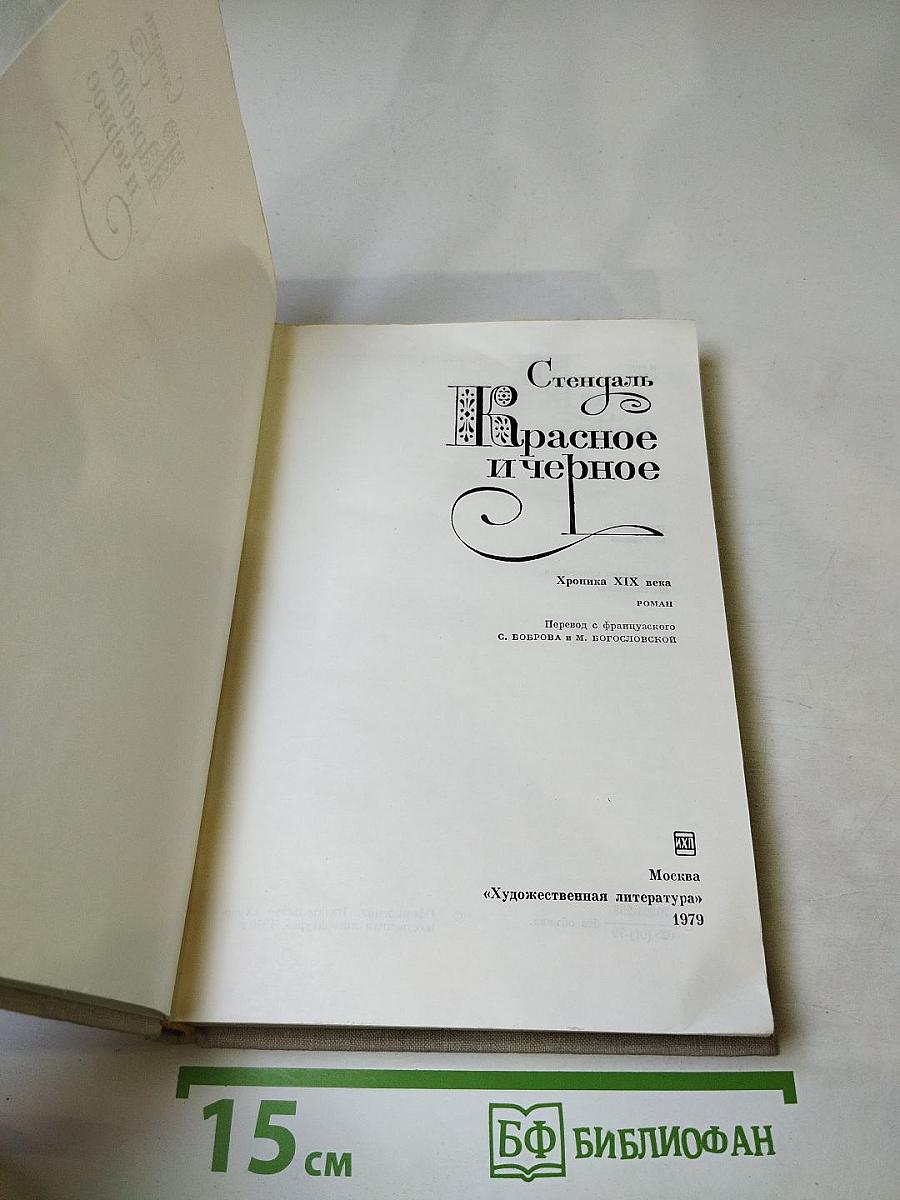 Стендаль
Красное
и черное
Хроника XIX века
РОМАН
Перевод с французского
С. БОБРОВА и М. БОГОСЛОВСКОЙ
ИХЛ
Москва
«Художественная литература»
1979
15 см
БФ БИБЛИОФАН